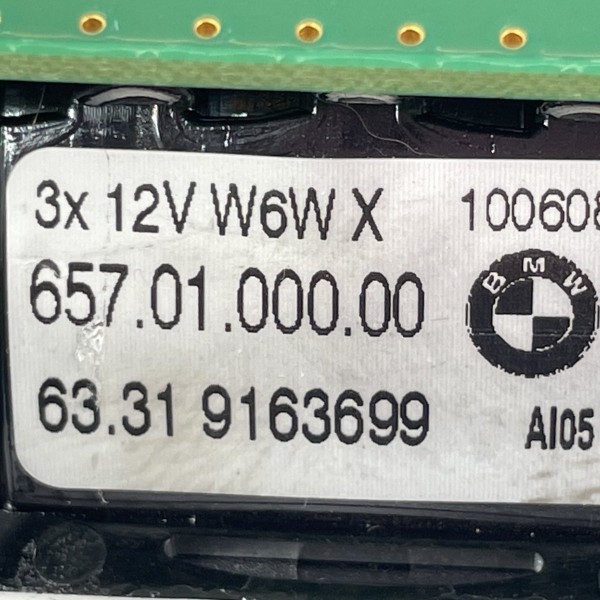 3x 12V W6W X 100608
657.01.000.00
BMW
63.31 9163699
AI05